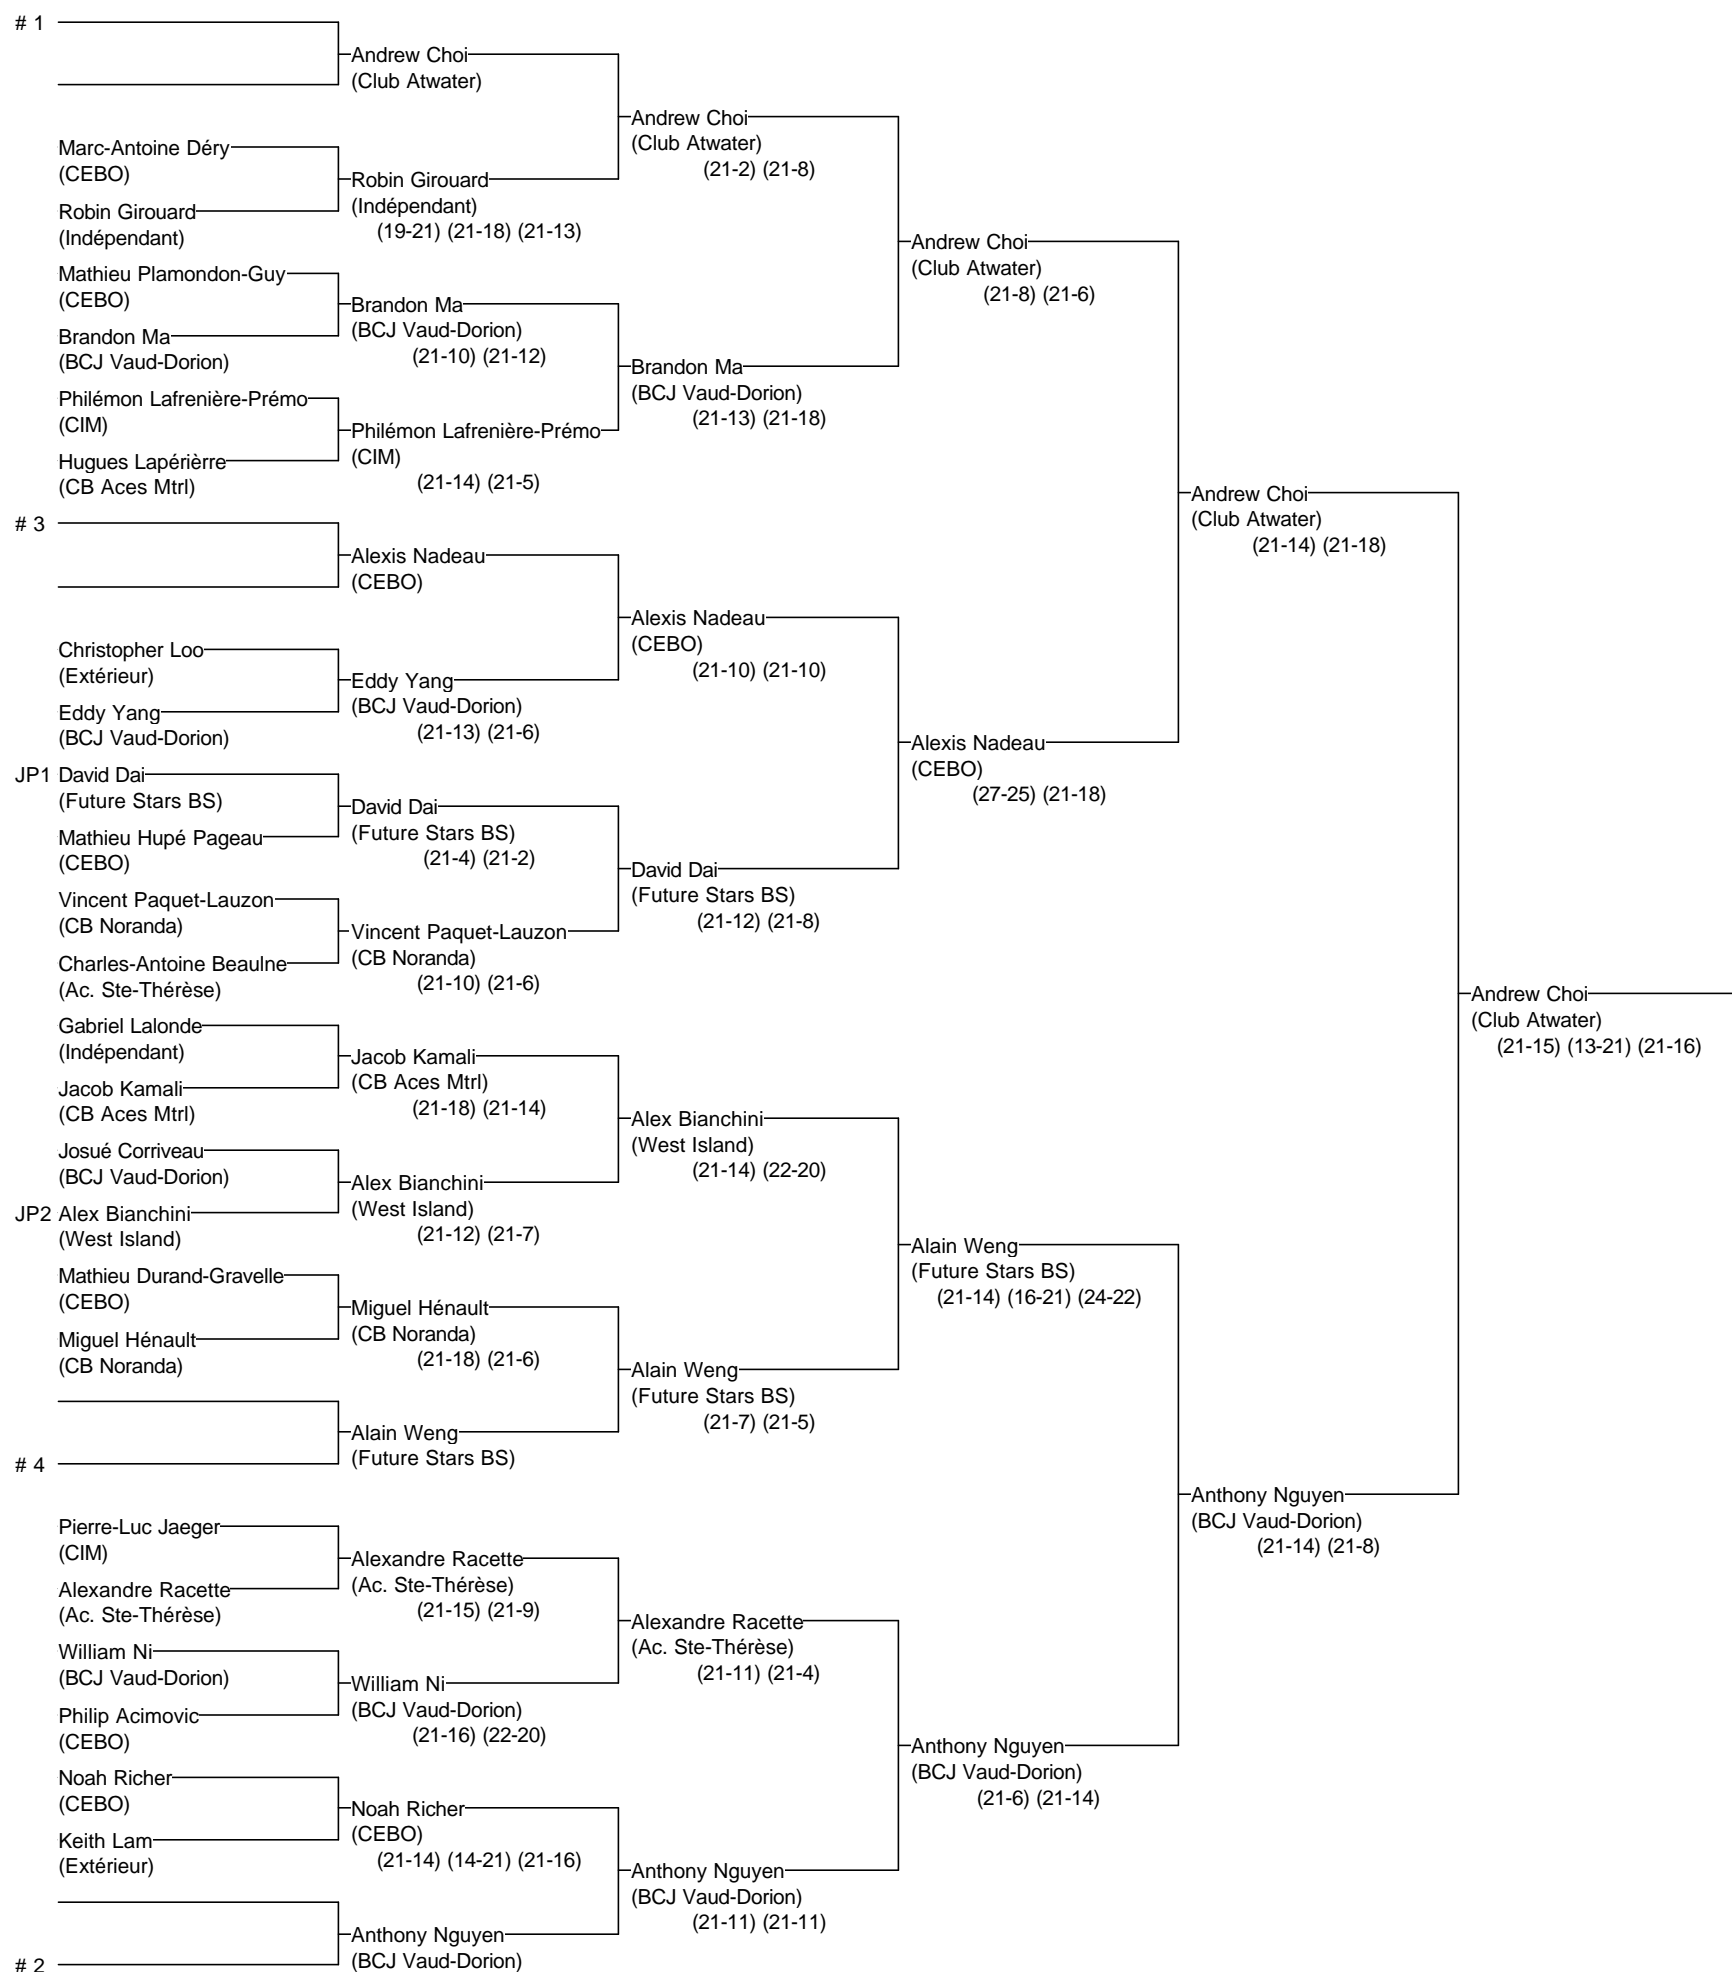 # 1
Andrew Choi
(Club Atwater)
Andrew Choi
(Club Atwater)
(21-2) (21-8)
Marc-Antoine Déry
(CEBO)
Robin Girouard
(Indépendant)
(19-21) (21-18) (21-13)
Robin Girouard
(Indépendant)
Andrew Choi
(Club Atwater)
(21-8) (21-6)
Mathieu Plamondon-Guy
(CEBO)
Brandon Ma
(BCJ Vaud-Dorion)
(21-10) (21-12)
Brandon Ma
(BCJ Vaud-Dorion)
Brandon Ma
(BCJ Vaud-Dorion)
(21-13) (21-18)
Philémon Lafrenière-Prémo
(CIM)
Philémon Lafrenière-Prémo
(CIM)
(21-14) (21-5)
Hugues Lapérièrre
(CB Aces Mtrl)
Andrew Choi
(Club Atwater)
(21-14) (21-18)
# 3
Alexis Nadeau
(CEBO)
Alexis Nadeau
(CEBO)
(21-10) (21-10)
Christopher Loo
(Extérieur)
Eddy Yang
(BCJ Vaud-Dorion)
(21-13) (21-6)
Eddy Yang
(BCJ Vaud-Dorion)
Alexis Nadeau
(CEBO)
(27-25) (21-18)
JP1 David Dai
(Future Stars BS)
David Dai
(Future Stars BS)
(21-4) (21-2)
Mathieu Hupé Pageau
(CEBO)
David Dai
(Future Stars BS)
(21-12) (21-8)
Vincent Paquet-Lauzon
(CB Noranda)
Vincent Paquet-Lauzon
(CB Noranda)
(21-10) (21-6)
Charles-Antoine Beaulne
(Ac. Ste-Thérèse)
Andrew Choi
(Club Atwater)
(21-15) (13-21) (21-16)
Gabriel Lalonde
(Indépendant)
Jacob Kamali
(CB Aces Mtrl)
(21-18) (21-14)
Jacob Kamali
(CB Aces Mtrl)
Alex Bianchini
(West Island)
(21-14) (22-20)
Josué Corriveau
(BCJ Vaud-Dorion)
Alex Bianchini
(West Island)
(21-12) (21-7)
JP2 Alex Bianchini
(West Island)
Alain Weng
(Future Stars BS)
(21-14) (16-21) (24-22)
Mathieu Durand-Gravelle
(CEBO)
Miguel Hénault
(CB Noranda)
(21-18) (21-6)
Miguel Hénault
(CB Noranda)
Alain Weng
(Future Stars BS)
(21-7) (21-5)
Alain Weng
(Future Stars BS)
# 4
Anthony Nguyen
(BCJ Vaud-Dorion)
(21-14) (21-8)
Pierre-Luc Jaeger
(CIM)
Alexandre Racette
(Ac. Ste-Thérèse)
(21-15) (21-9)
Alexandre Racette
(Ac. Ste-Thérèse)
Alexandre Racette
(Ac. Ste-Thérèse)
(21-11) (21-4)
William Ni
(BCJ Vaud-Dorion)
William Ni
(BCJ Vaud-Dorion)
(21-16) (22-20)
Philip Acimovic
(CEBO)
Anthony Nguyen
(BCJ Vaud-Dorion)
(21-6) (21-14)
Noah Richer
(CEBO)
Noah Richer
(CEBO)
(21-14) (14-21) (21-16)
Keith Lam
(Extérieur)
Anthony Nguyen
(BCJ Vaud-Dorion)
(21-11) (21-11)
Anthony Nguyen
(BCJ Vaud-Dorion)
# 2